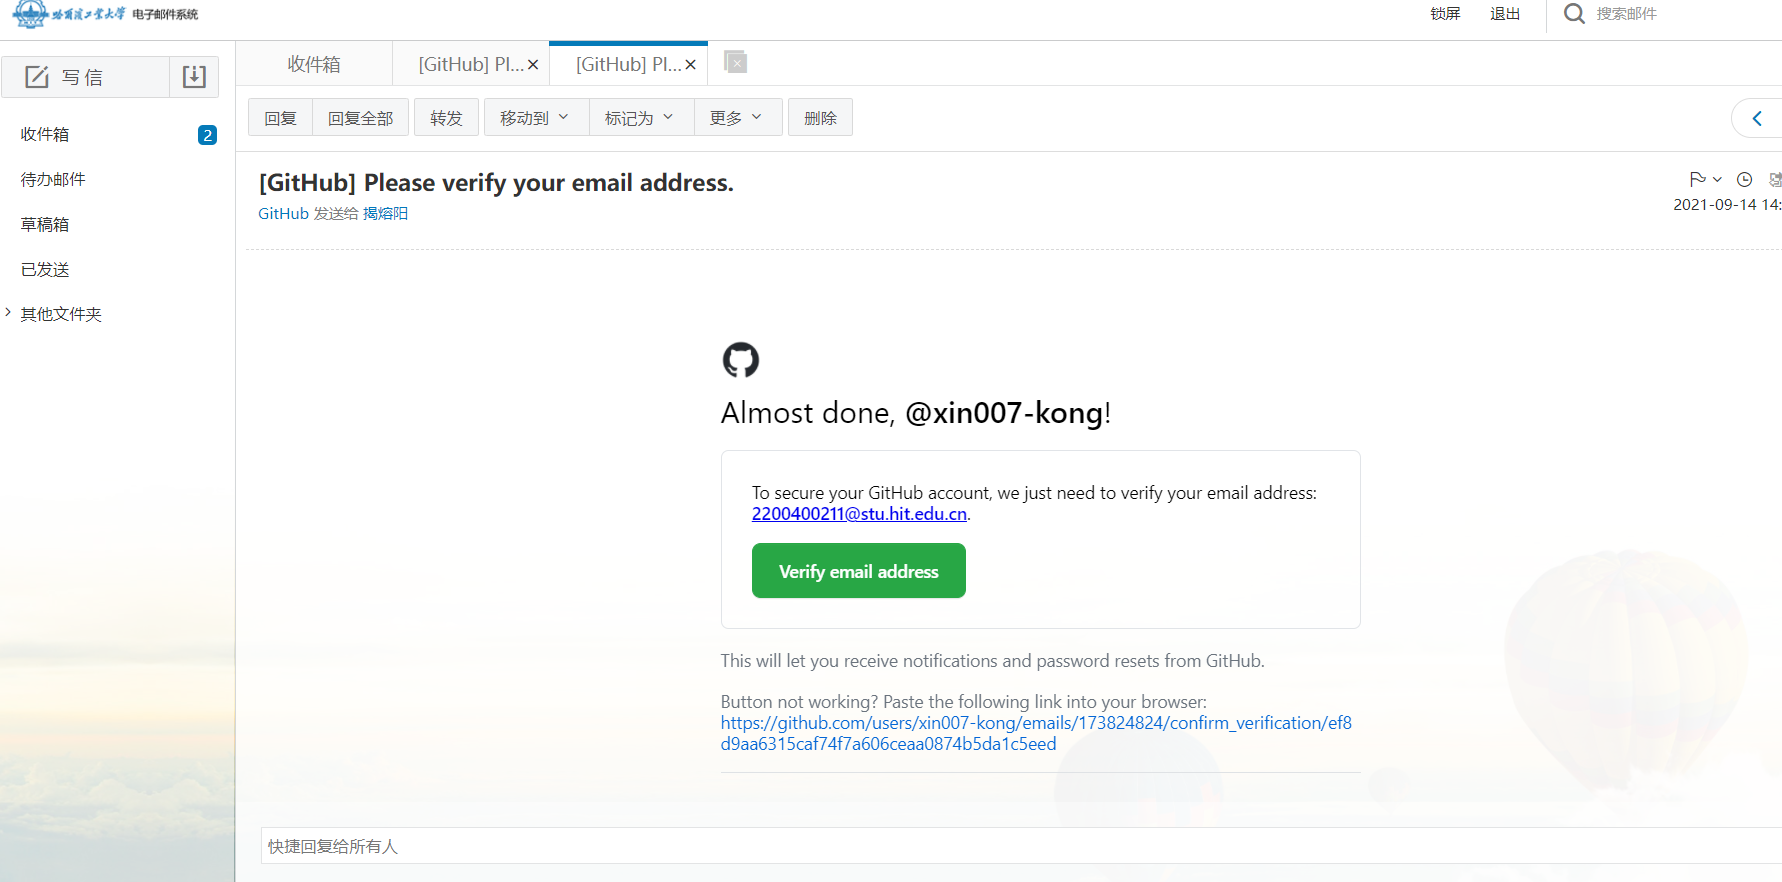 哈尔滨工业大学 电子邮件系统
锁屏 退出 搜索邮件
写信
收件箱 [GitHub] Pl... [GitHub] Pl...
回复 回复全部 转发 移动到 标记为 更多 删除
收件箱 2
待办邮件
草稿箱
已发送
其他文件夹
[GitHub] Please verify your email address.
GitHub 发送给 揭熔阳
2021-09-14 14:
Almost done, @xin007-kong!
To secure your GitHub account, we just need to verify your email address:
2200400211@stu.hit.edu.cn.
Verify email address
This will let you receive notifications and password resets from GitHub.
Button not working? Paste the following link into your browser:
https://github.com/users/xin007-kong/emails/173824824/confirm_verification/ef8
d9aa6315caf74f7a606ceaa0874b5da1c5eed
快捷回复给所有人